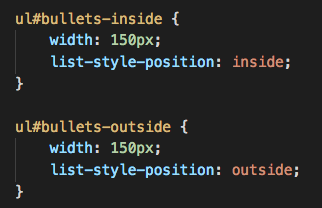 ul#bullets-inside {
    width: 150px;
    list-style-position: inside;
}

ul#bullets-outside {
    width: 150px;
    list-style-position: outside;
}